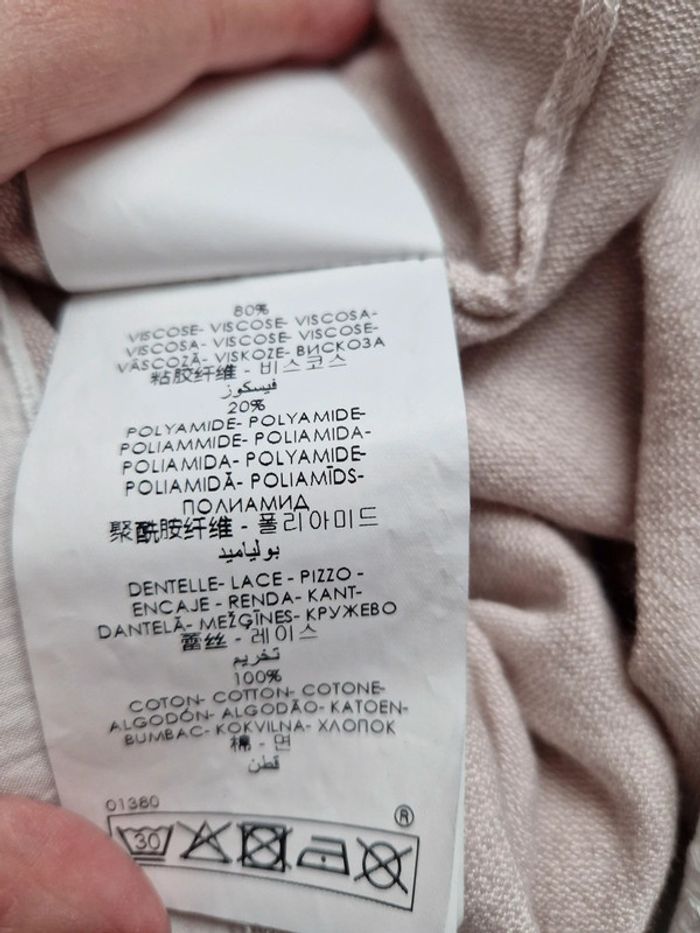 80%
VISCOSE- VISCOSE- VISCOSA-
VISCOSA- VISCOSE- VISCOSE-
VÂSCOZĂ- VISKOZE- ВИСКОЗА
粘胶纤维 - 비스코스
فيسكوز
20%
POLYAMIDE- POLYAMIDE-
POLIAMMIDE- POLIAMIDA-
POLIAMIDA- POLYAMIDE-
POLIAMIDĂ- POLIAMĪDS-
ПОЛИАМИД
聚酰胺纤维 - 폴리아미드
بولياميد
DENTELLE- LACE - PIZZO -
ENCAJE - RENDA- KANT-
DANTELĂ- MEŽĢĪNES- КРУЖЕВО
蕾丝 - 레이스
تخريم
100%
COTON- COTTON- COTONE-
ALGODÓN- ALGODÃO- KATOEN-
BUMBAC- KOKVILNA- ХЛОПОК
棉 - 면
قطن
01380
®
30